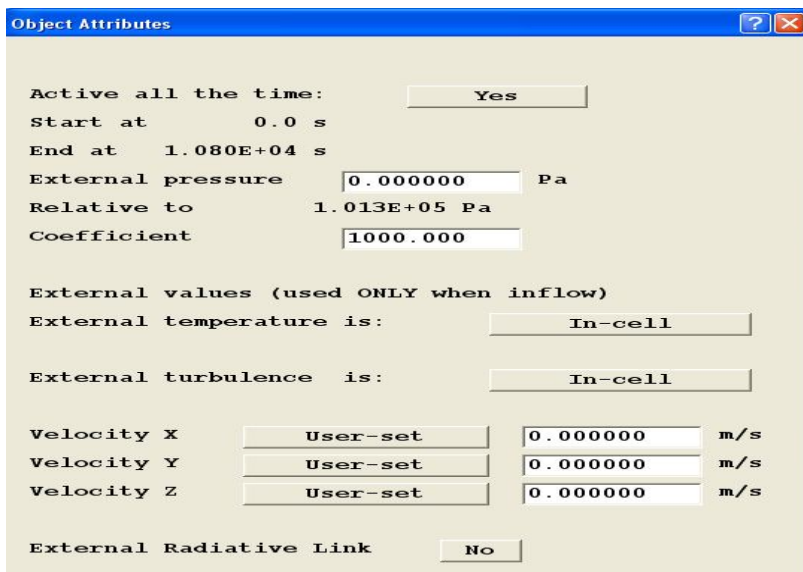 Object Attributes
Active all the time: Yes
Start at 0.0 s
End at 1.080E+04 s
External pressure 0.000000 Pa
Relative to 1.013E+05 Pa
Coefficient 1000.000
External values (used ONLY when inflow)
External temperature is: In-cell
External turbulence is: In-cell
Velocity X User-set 0.000000 m/s
Velocity Y User-set 0.000000 m/s
Velocity Z User-set 0.000000 m/s
External Radiative Link No